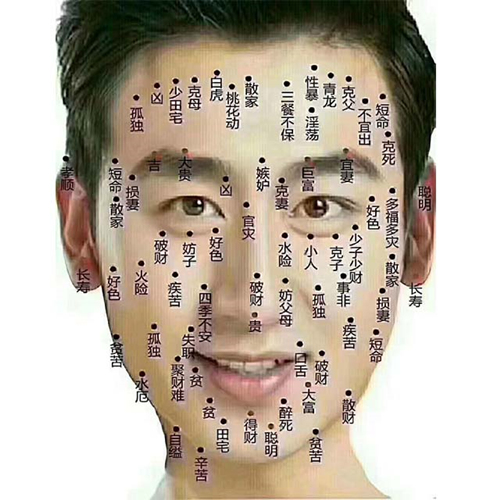 孤独
凶
少田宅
克母
白虎
桃花动
散家
三餐不保
性暴
淫荡
青龙
克父
不宜出
短命
克死
孝顺
短命
散家
损妻
吉
大贵
凶
官灾
嫉妒
克妻
巨富
宜妻
好色
多福多灾
聪明
破财
妨子
好色
水险
小人
克子
少子少财
散家
长寿
好色
火险
疾苦
四季不安
破财
贵
妨父母
孤独
事非
疾苦
损妻
短命
长寿
贫苦
孤独
失职
聚财难
贫
口舌
破财
水厄
贫
田宅
得财
聪明
醉死
大富
贫苦
散财
自缢
辛苦